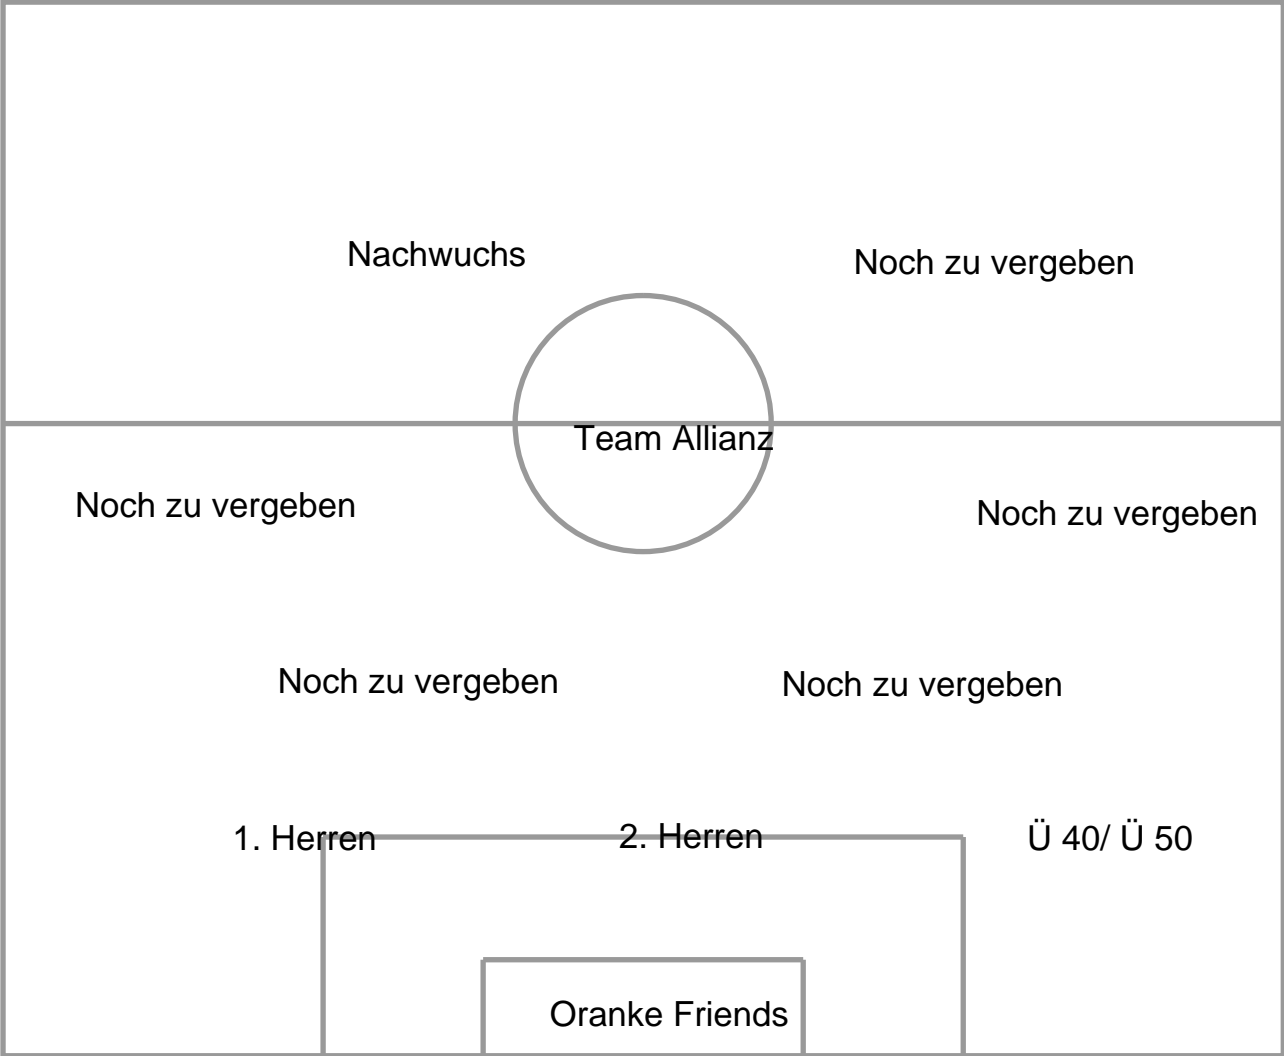 Nachwuchs
Noch zu vergeben
Team Allianz
Noch zu vergeben
Noch zu vergeben
Noch zu vergeben
Noch zu vergeben
1. Herren
2. Herren
Ü 40/ Ü 50
Oranke Friends